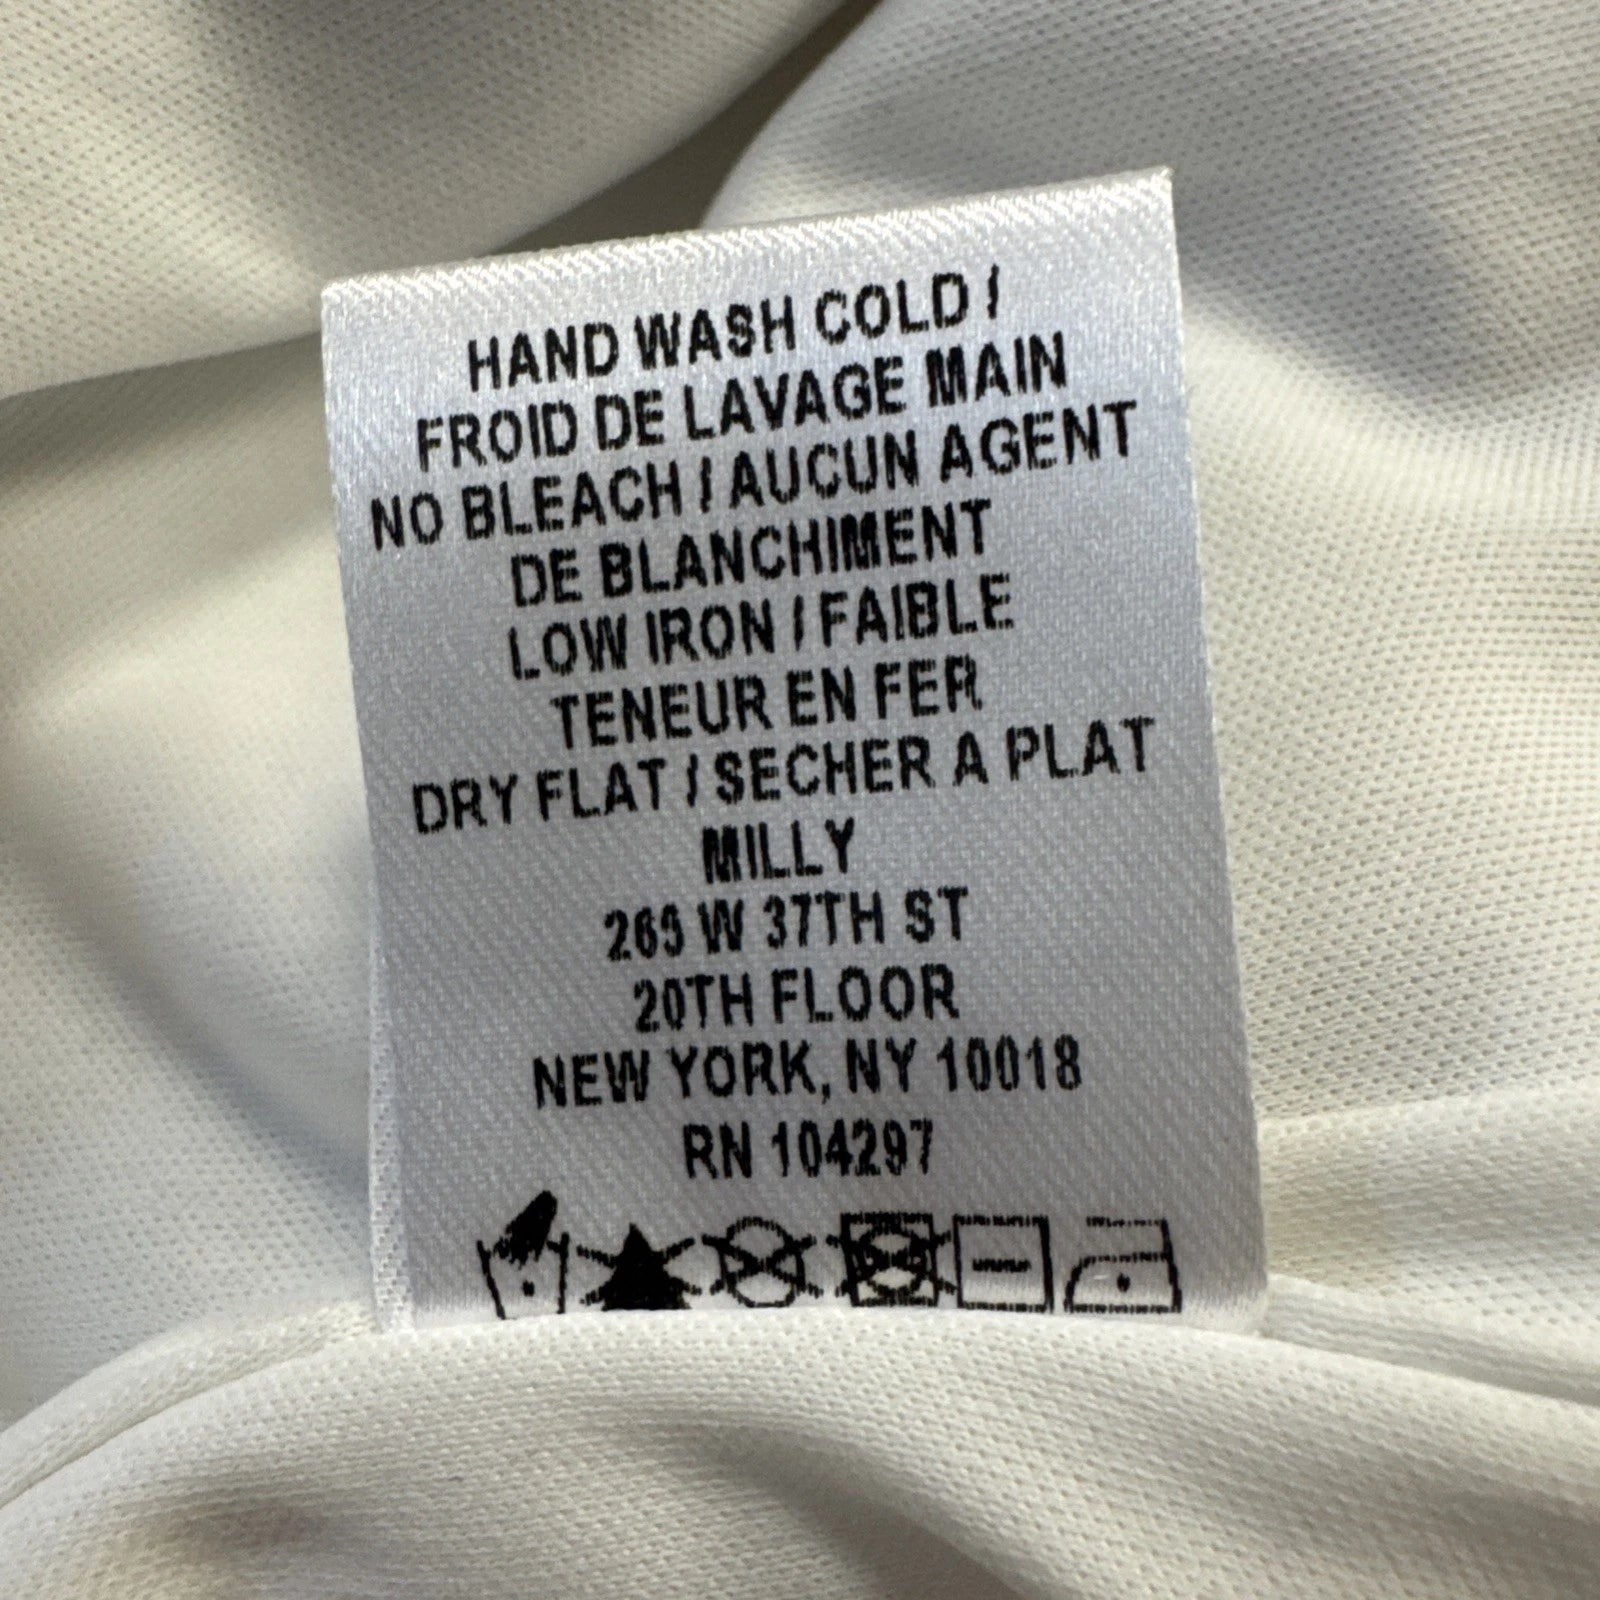 HAND WASH COLD /
FROID DE LAVAGE MAIN
NO BLEACH / AUCUN AGENT
DE BLANCHIMENT
LOW IRON / FAIBLE
TENEUR EN FER
DRY FLAT / SECHER A PLAT
MILLY
265 W 37TH ST
20TH FLOOR
NEW YORK, NY 10018
RN 104297